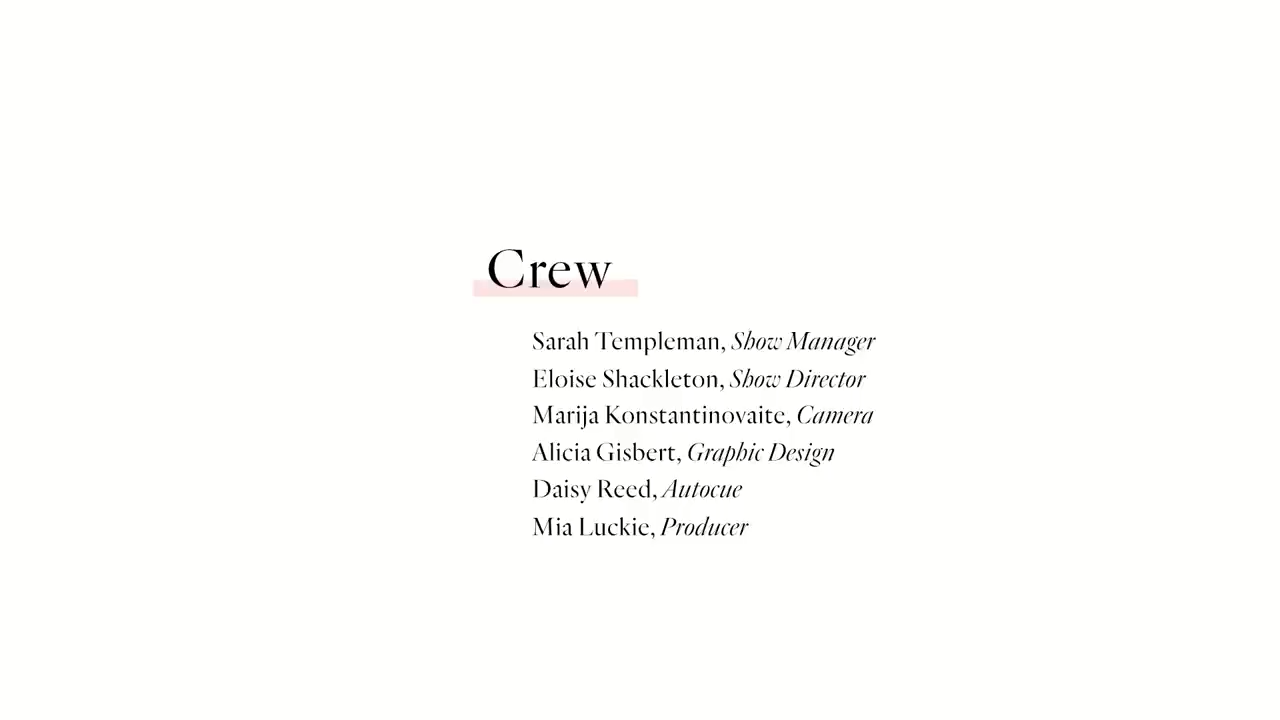 Crew
Sarah Templeman, Show Manager
Eloise Shackleton, Show Director
Marija Konstantinovaite, Camera
Alicia Gisbert, Graphic Design
Daisy Reed, Autocue
Mia Luckie, Producer